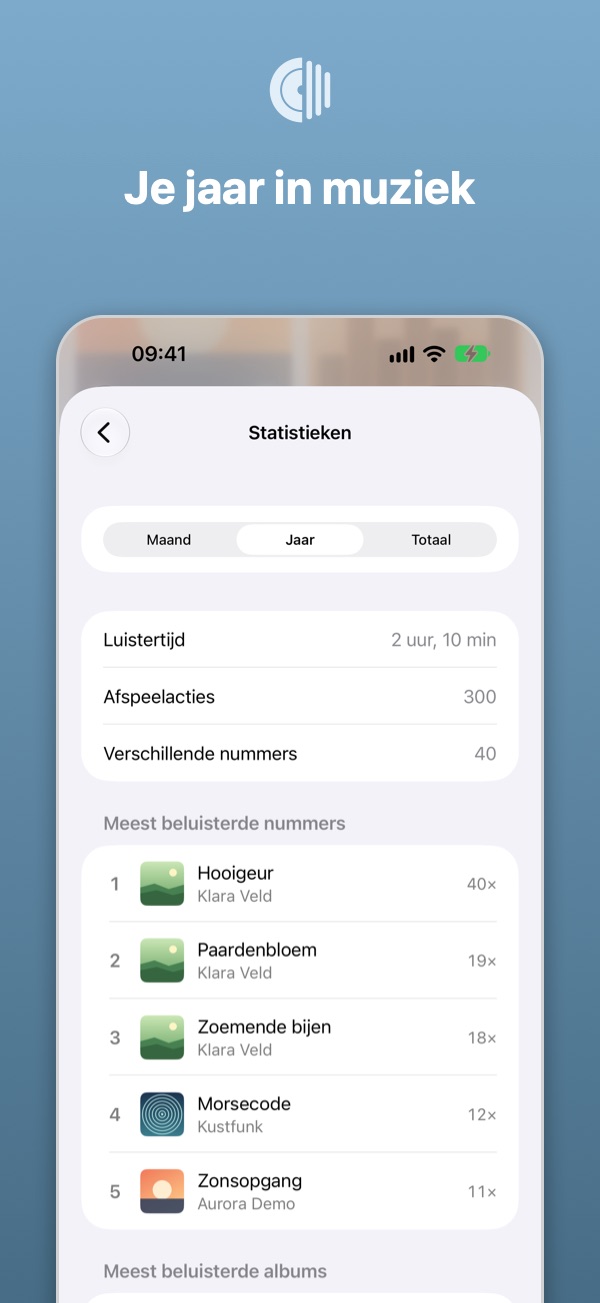 Je jaar in muziek
09:41
Statistieken
Maand Jaar Totaal
Luistertijd 2 uur, 10 min
Afspeelacties 300
Verschillende nummers 40
Meest beluisterde nummers
1 Hooigeur 40×
Klara Veld
2 Paardenbloem 19×
Klara Veld
3 Zoemende bijen 18×
Klara Veld
4 Morsecode 12×
Kustfunk
5 Zonsopgang 11×
Aurora Demo
Meest beluisterde albums